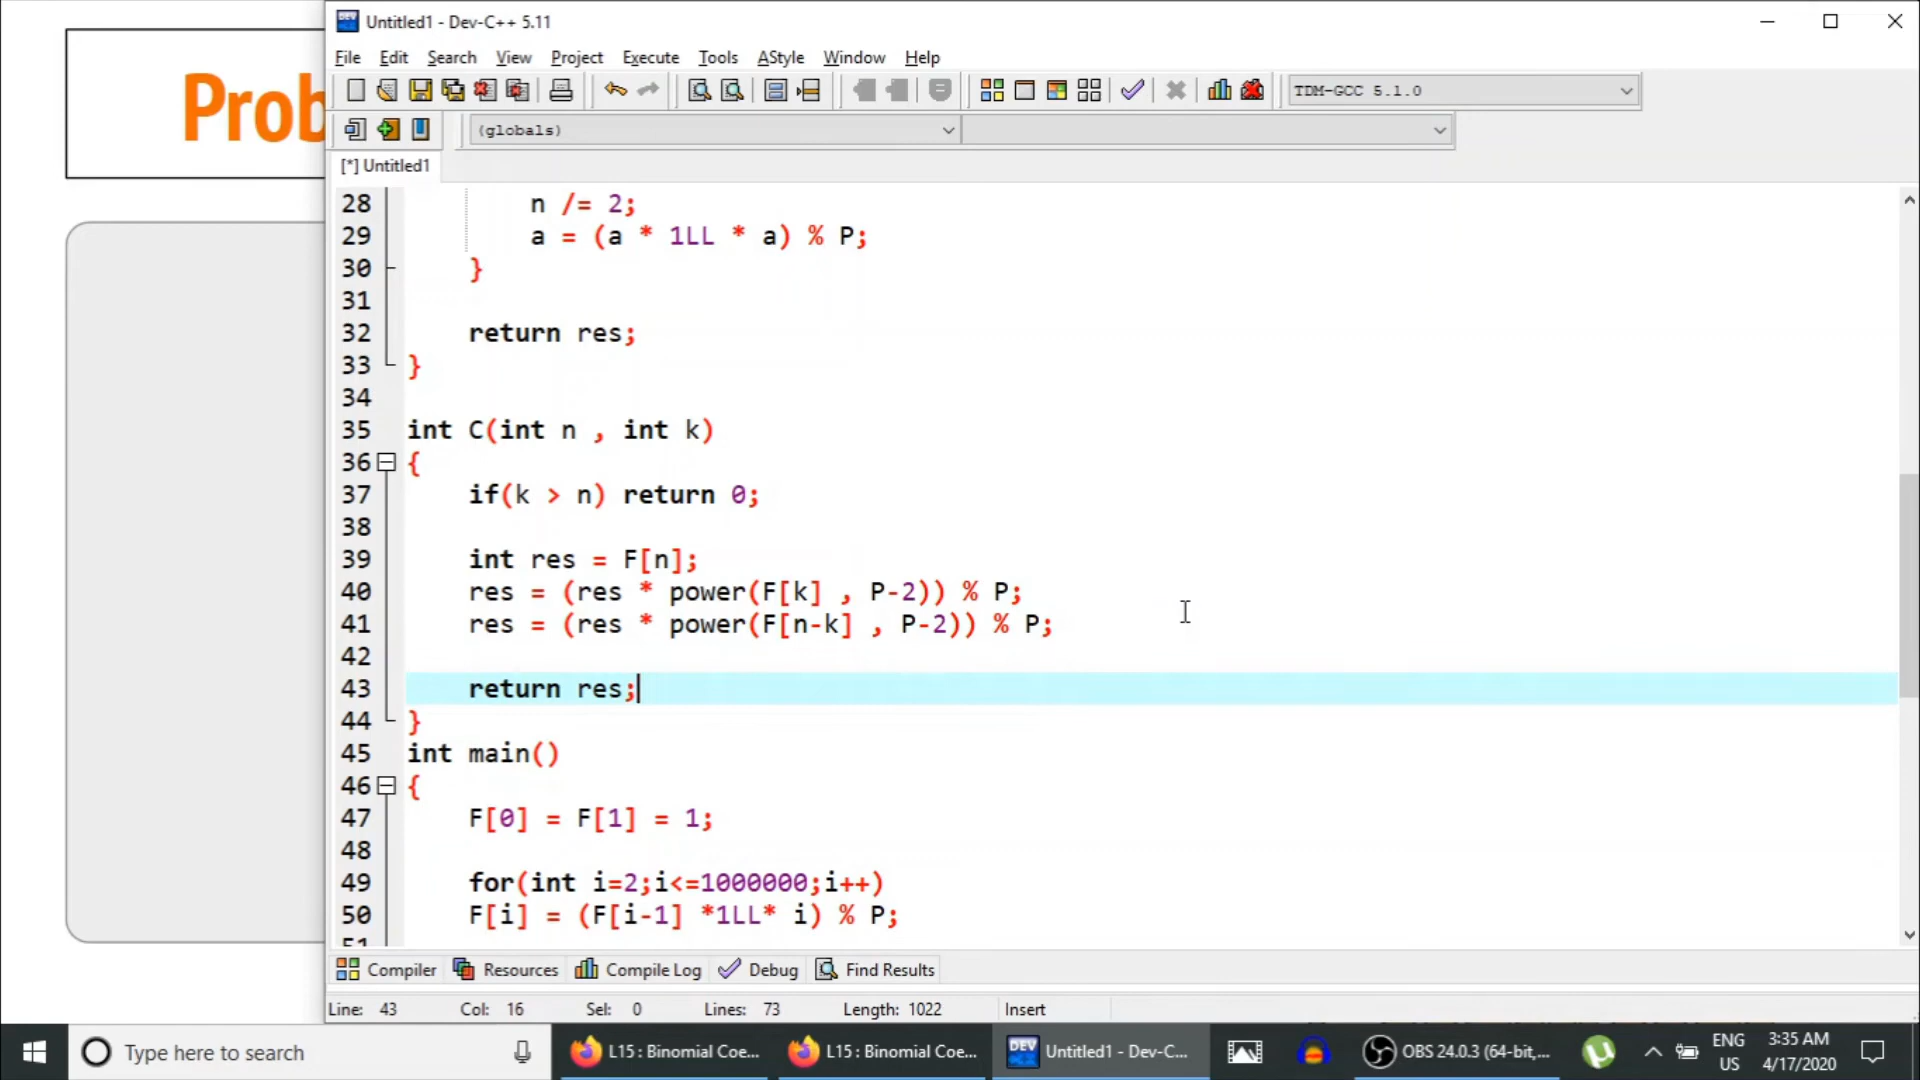 Prob
Untitled1 - Dev-C++ 5.11
File Edit Search View Project Execute Tools AStyle Window Help
TDM-GCC 5.1.0
(globals)
[*] Untitled1
28 n /= 2;
29 a = (a * 1LL * a) % P;
30 }
31
32 return res;
33 }
34
35 int C(int n , int k)
36 {
37 if(k > n) return 0;
38
39 int res = F[n];
40 res = (res * power(F[k] , P-2)) % P;
41 res = (res * power(F[n-k] , P-2)) % P;
42
43 return res;
44 }
45 int main()
46 {
47 F[0] = F[1] = 1;
48
49 for(int i=2;i<=1000000;i++)
50 F[i] = (F[i-1] *1LL* i) % P;
51
Compiler Resources Compile Log Debug Find Results
Line: 43 Col: 16 Sel: 0 Lines: 73 Length: 1022 Insert
Type here to search
L15 : Binomial Coe...
L15 : Binomial Coe...
DEV
Untitled1 - Dev-C...
OBS 24.0.3 (64-bit,...
ENG
US
3:35 AM
4/17/2020